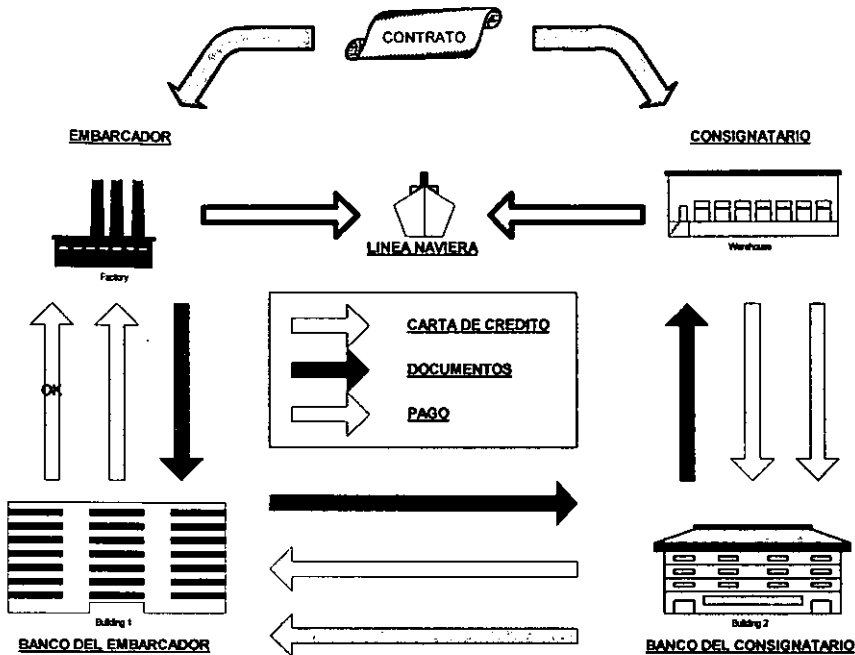 CONTRATO
EMBARCADOR
CONSIGNATARIO
LINEA NAVIERA
Factory
Warehouse
CARTA DE CREDITO
DOCUMENTOS
PAGO
OK
Building 1
Building 2
BANCO DEL EMBARCADOR
BANCO DEL CONSIGNATARIO